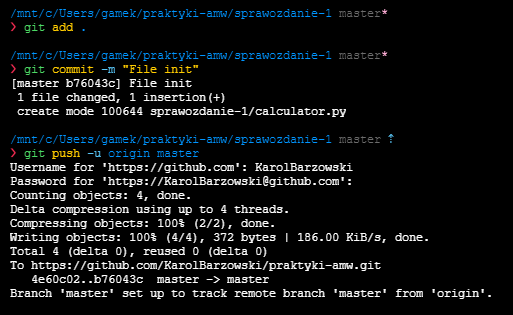 /mnt/c/Users/gamek/praktyki-amw/sprawozdanie-1 master*
❯ git add .
/mnt/c/Users/gamek/praktyki-amw/sprawozdanie-1 master*
❯ git commit -m "File init"
[master b76043c] File init
 1 file changed, 1 insertion(+)
 create mode 100644 sprawozdanie-1/calculator.py
/mnt/c/Users/gamek/praktyki-amw/sprawozdanie-1 master ⇡
❯ git push -u origin master
Username for 'https://github.com': KarolBarzowski
Password for 'https://KarolBarzowski@github.com':
Counting objects: 4, done.
Delta compression using up to 4 threads.
Compressing objects: 100% (2/2), done.
Writing objects: 100% (4/4), 372 bytes | 186.00 KiB/s, done.
Total 4 (delta 0), reused 0 (delta 0)
To https://github.com/KarolBarzowski/praktyki-amw.git
   4e60c02..b76043c  master -> master
Branch 'master' set up to track remote branch 'master' from 'origin'.